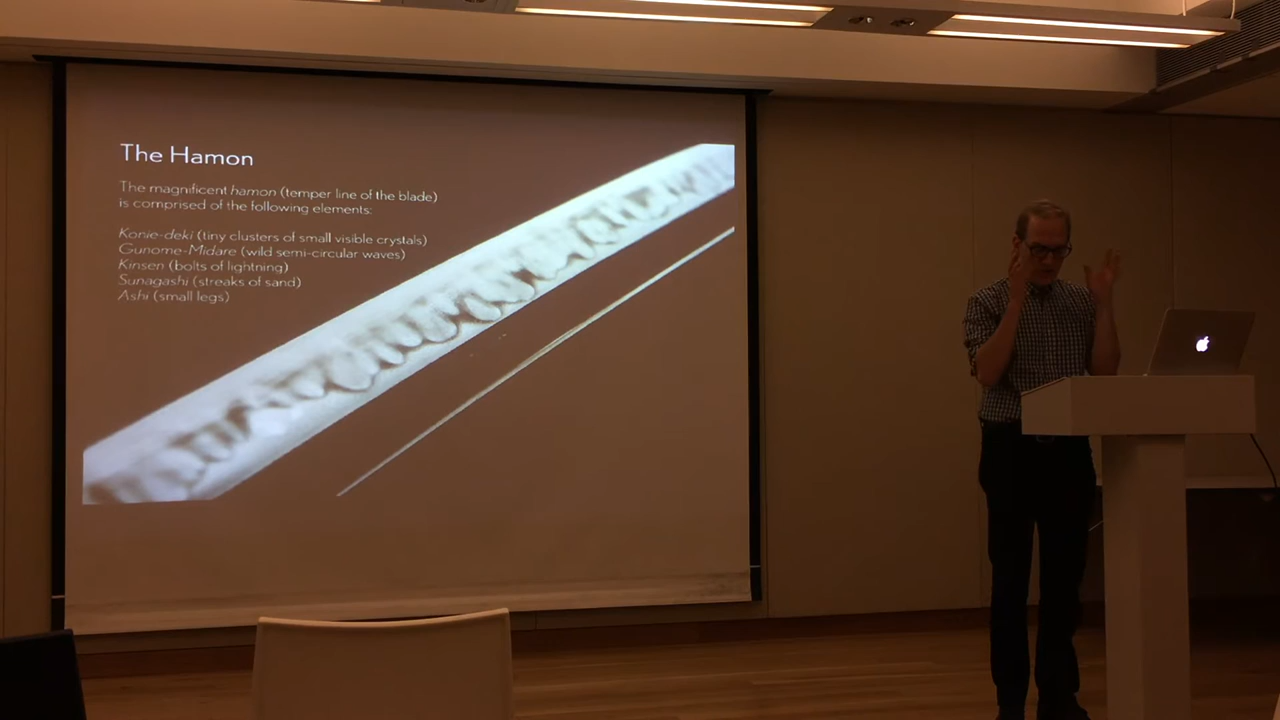 The Hamon
The magnificent hamon (temper line of the blade)
is comprised of the following elements:
Konie-deki (tiny clusters of small visible crystals)
Gunome-Midare (wild semi-circular waves)
Kinsen (bolts of lightning)
Sunagashi (streaks of sand)
Ashi (small legs)